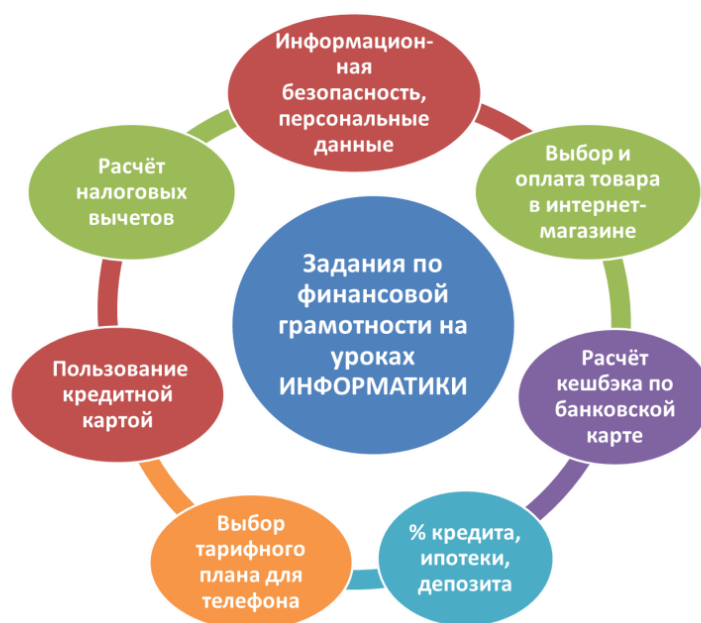 Информацион-
ная
безопасность,
персональные
данные
Выбор и
оплата товара
в интернет-
магазине
Расчёт
кешбэка по
банковской
карте
% кредита,
ипотеки,
депозита
Выбор
тарифного
плана для
телефона
Пользование
кредитной
картой
Расчёт
налоговых
вычетов
Задания по
финансовой
грамотности на
уроках
ИНФОРМАТИКИ